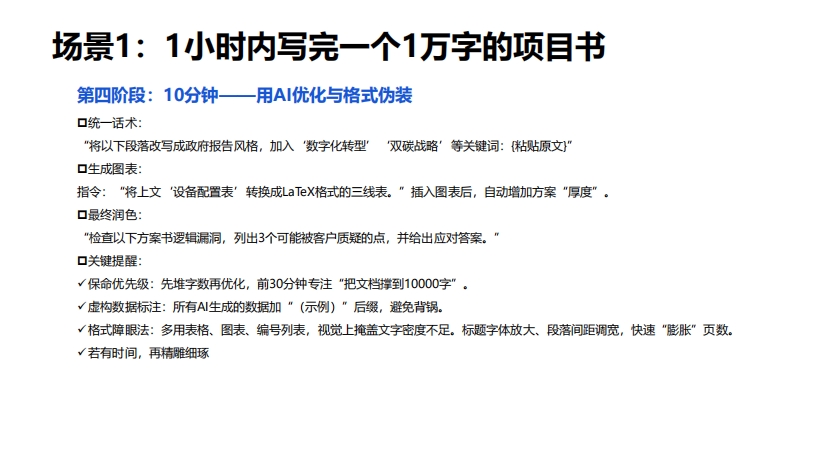 场景1：1小时内写完一个1万字的项目书
第四阶段：10分钟——用AI优化与格式伪装
□统一话术：
“将以下段落改写成政府报告风格，加入‘数字化转型’‘双碳战略’等关键词：{粘贴原文}”
□生成图表：
指令：“将上文‘设备配置表’转换成LaTeX格式的三线表。”插入图表后，自动增加方案“厚度”。
□最终润色：
“检查以下方案书逻辑漏洞，列出3个可能被客户质疑的点，并给出应对答案。”
□关键提醒：
✓保命优先级：先堆字数再优化，前30分钟专注“把文档撑到10000字”。
✓虚构数据标注：所有AI生成的数据加“（示例）”后缀，避免背锅。
✓格式障眼法：多用表格、图表、编号列表，视觉上掩盖文字密度不足。标题字体放大、段落间距调宽，快速“膨胀”页数。
✓若有时间，再精雕细琢